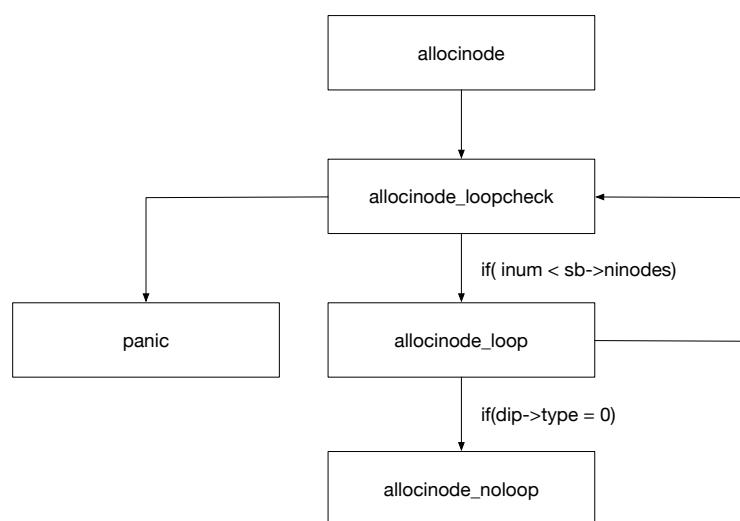 allocinode
allocinode_loopcheck
if( inum < sb->ninodes)
panic
allocinode_loop
if(dip->type = 0)
allocinode_noloop